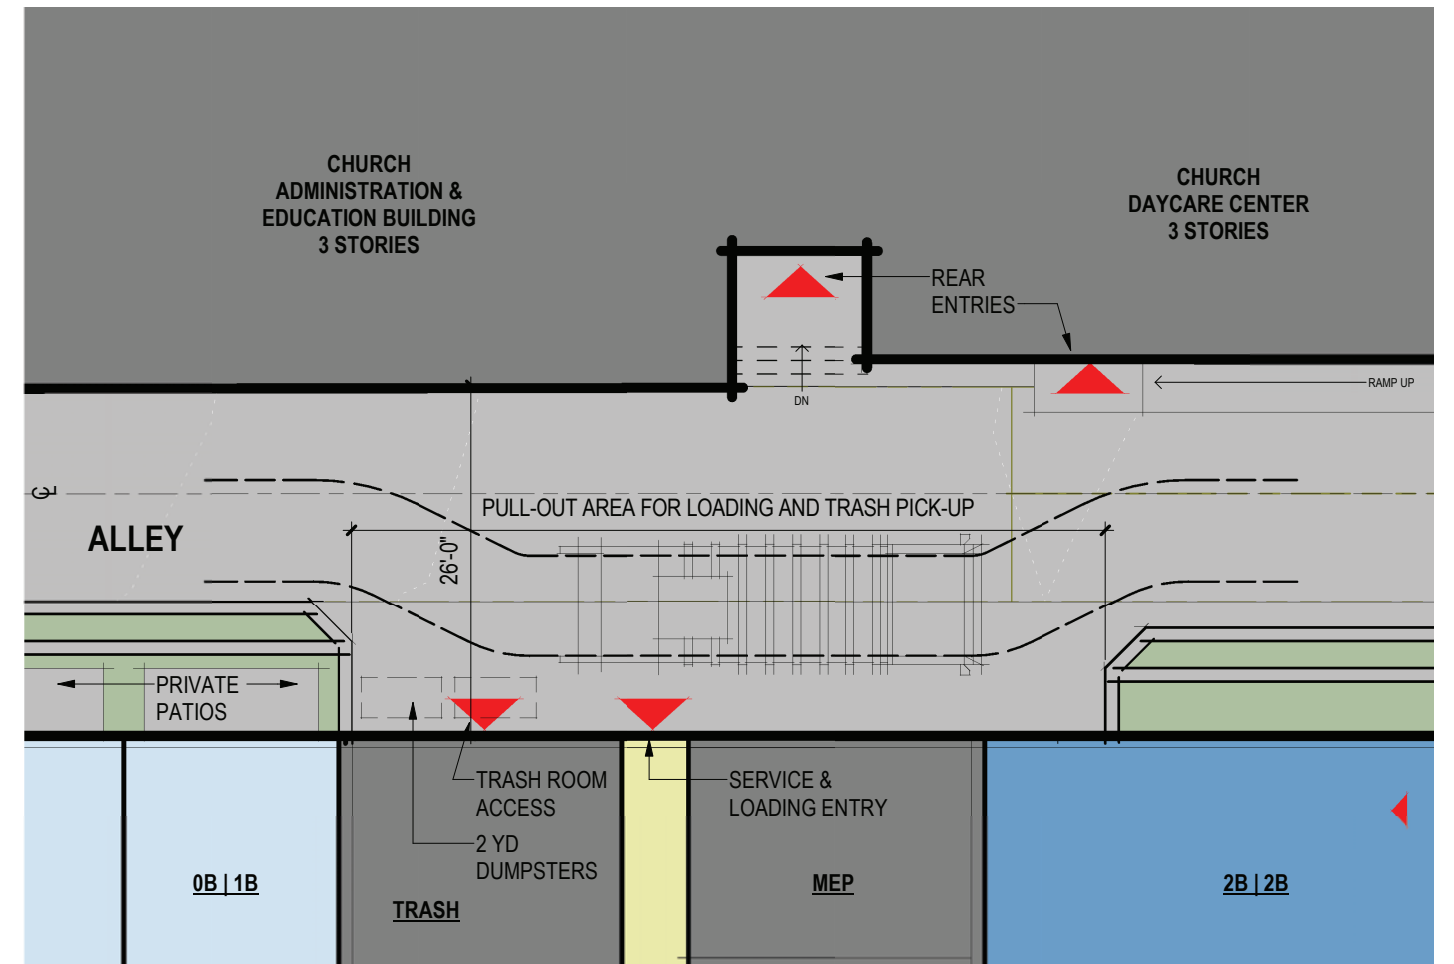 CHURCH
ADMINISTRATION &
EDUCATION BUILDING
3 STORIES
CHURCH
DAYCARE CENTER
3 STORIES
REAR
ENTRIES
RAMP UP
DN
℄
ALLEY
PULL-OUT AREA FOR LOADING AND TRASH PICK-UP
26'-0"
PRIVATE
PATIOS
TRASH ROOM
ACCESS
SERVICE &
LOADING ENTRY
2 YD
DUMPSTERS
0B | 1B
TRASH
MEP
2B | 2B